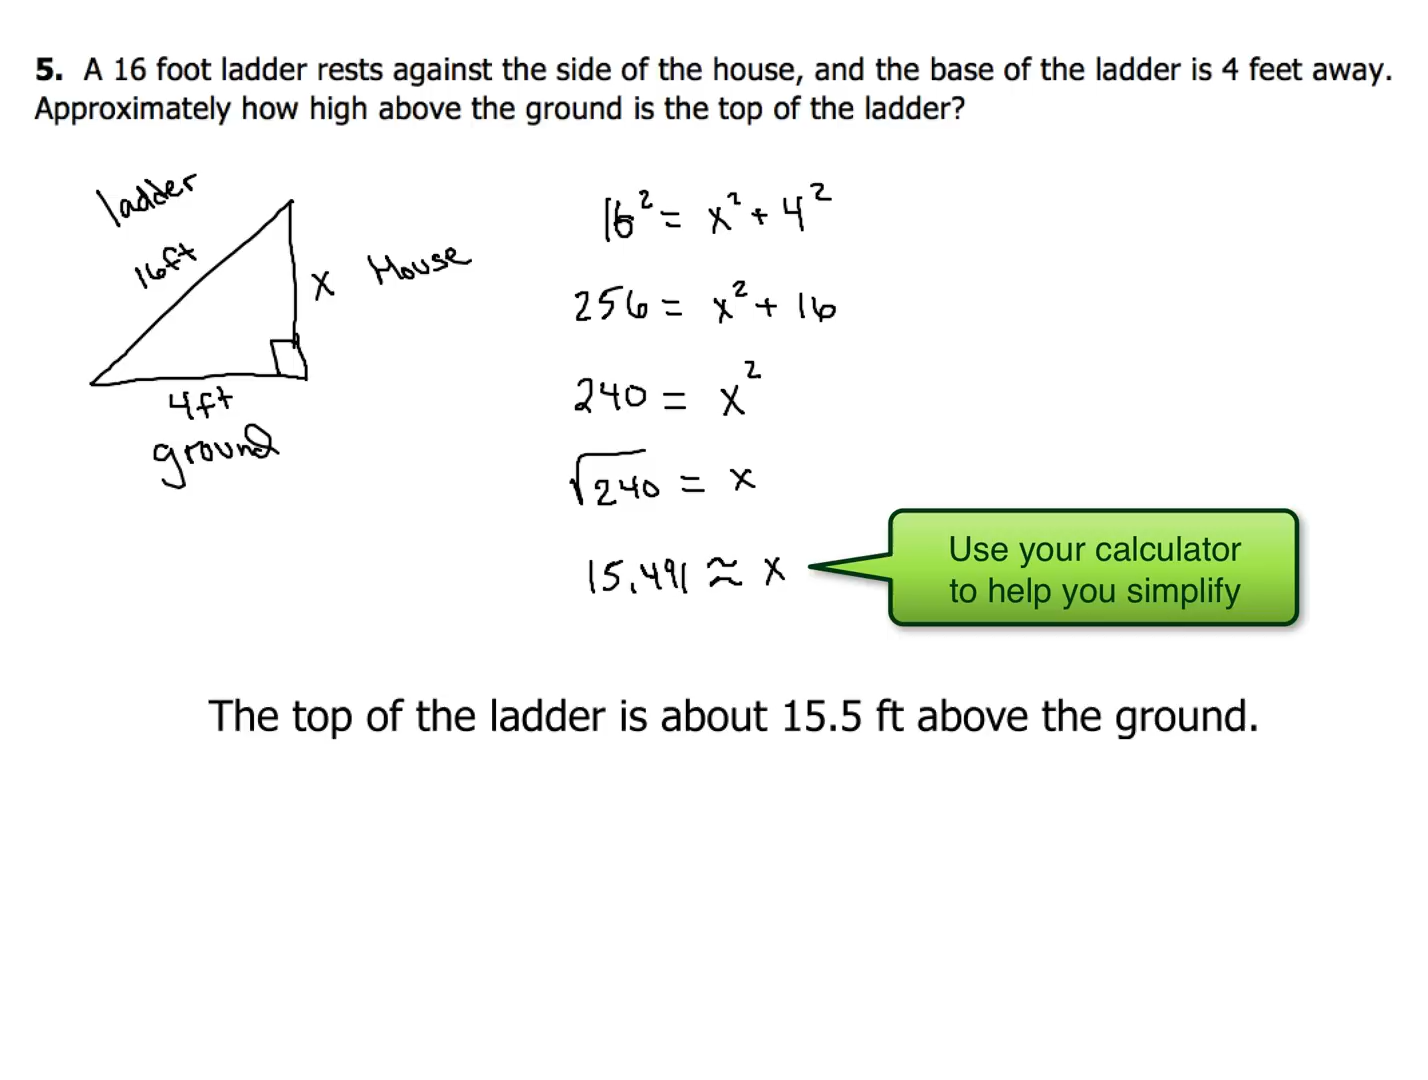 5. A 16 foot ladder rests against the side of the house, and the base of the ladder is 4 feet away.
Approximately how high above the ground is the top of the ladder?
ladder
16ft
x House
4ft
ground
16² = x² + 4²
256 = x² + 16
240 = x²
√240 = x
15.491 ≈ x
Use your calculator
to help you simplify
The top of the ladder is about 15.5 ft above the ground.